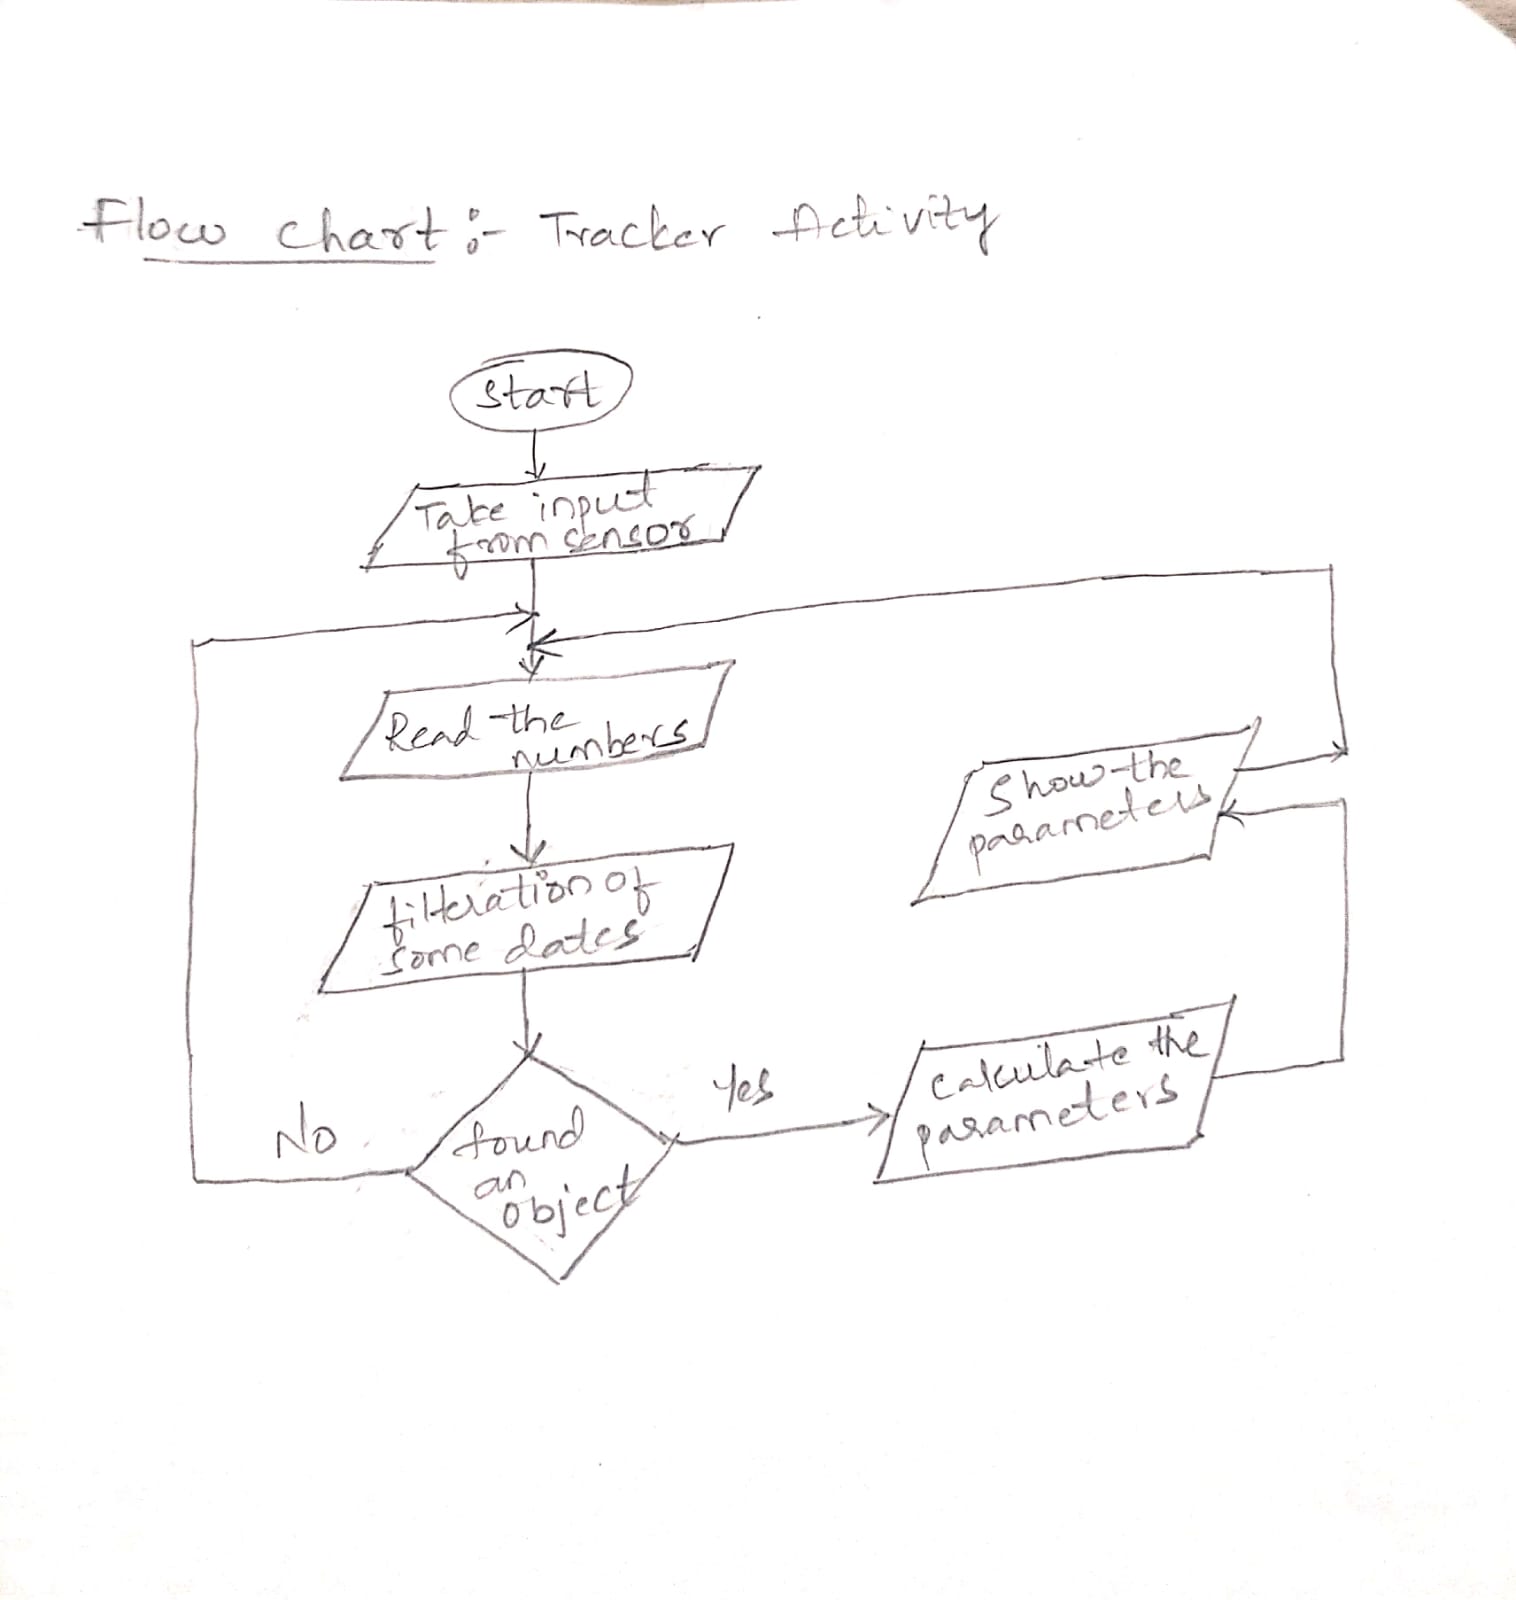 Flow chart :- Tracker Activity
Start
Take input
from sensor
Read the
numbers
filteration of
some dates
found
an
object
No
Yes
Calculate the
parameters
Show the
parameters